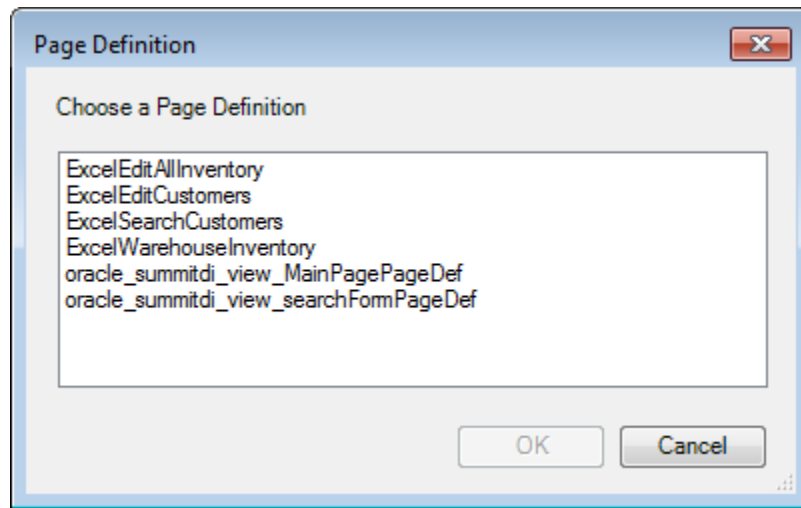 Page Definition
Choose a Page Definition
ExcelEditAllInventory
ExcelEditCustomers
ExcelSearchCustomers
ExcelWarehouseInventory
oracle_summitdi_view_MainPagePageDef
oracle_summitdi_view_searchFormPageDef
OK
Cancel